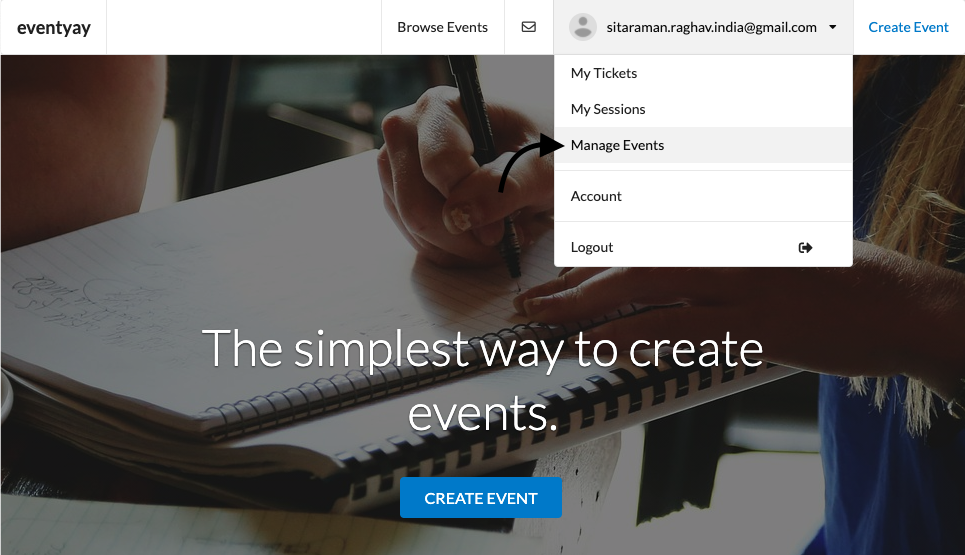 eventyay
Browse Events
sitaraman.raghav.india@gmail.com
Create Event
My Tickets
My Sessions
Manage Events
Account
Logout
The simplest way to create
events.
CREATE EVENT